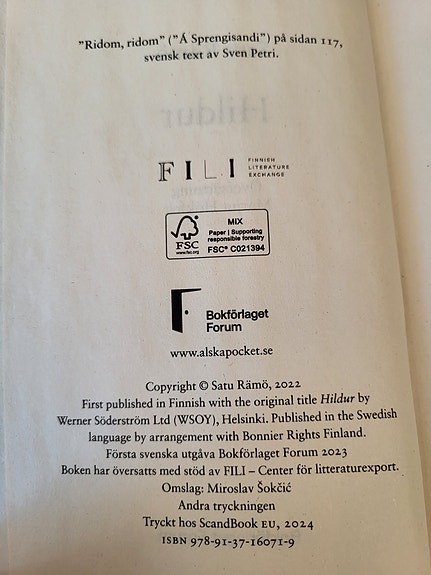 ”Ridom, ridom” (”Á Sprengisandi”) på sidan 117,
svensk text av Sven Petri.
Hildur
FILI FINNISH
LITERATURE
EXCHANGE
FSC
www.fsc.org
MIX
Paper | Supporting
responsible forestry
FSC® C021394
Bokförlaget
Forum
www.alskapocket.se
Copyright © Satu Rämö, 2022
First published in Finnish with the original title Hildur by
Werner Söderström Ltd (WSOY), Helsinki. Published in the Swedish
language by arrangement with Bonnier Rights Finland.
Första svenska utgåva Bokförlaget Forum 2023
Boken har översatts med stöd av FILI – Center för litteraturexport.
Omslag: Miroslav Šokčić
Andra tryckningen
Tryckt hos ScandBook EU, 2024
ISBN 978-91-37-16071-9